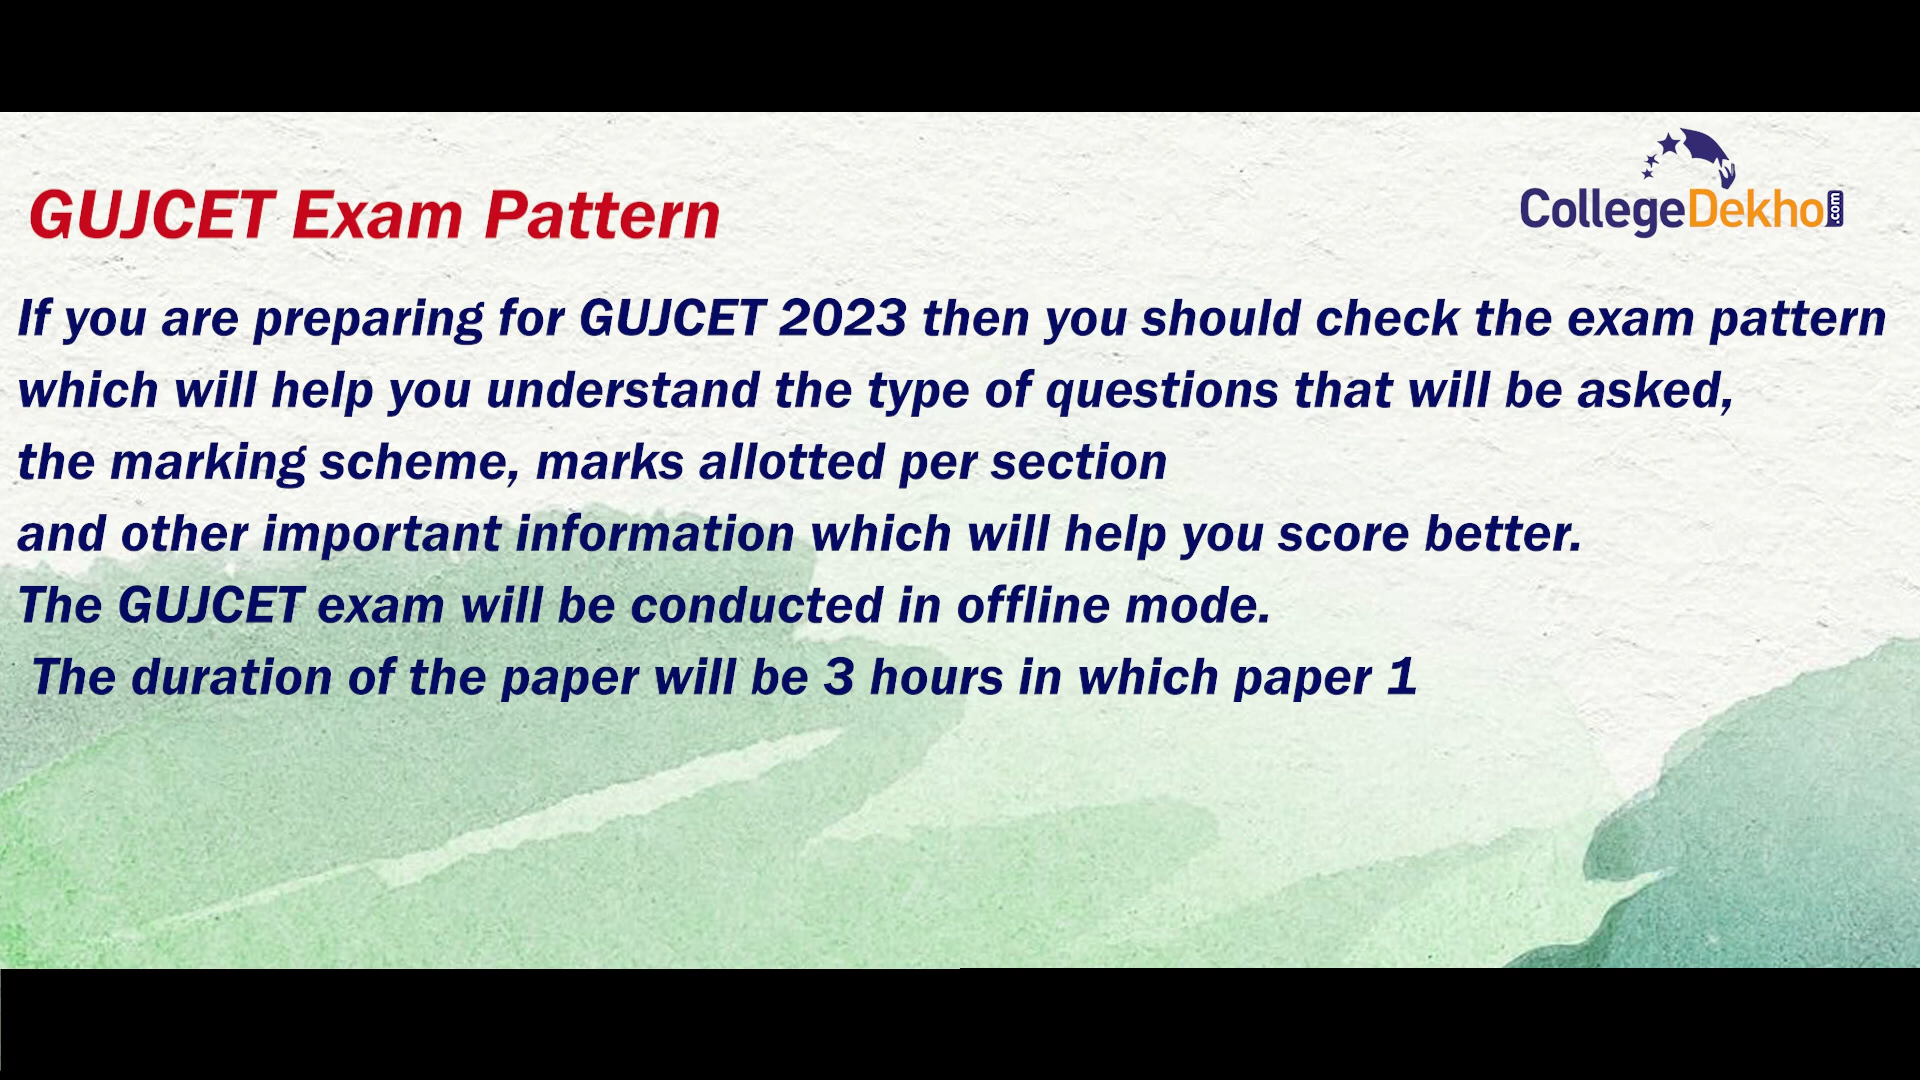 CollegeDekho.com
GUJCET Exam Pattern
If you are preparing for GUJCET 2023 then you should check the exam pattern
which will help you understand the type of questions that will be asked,
the marking scheme, marks allotted per section
and other important information which will help you score better.
The GUJCET exam will be conducted in offline mode.
The duration of the paper will be 3 hours in which paper 1